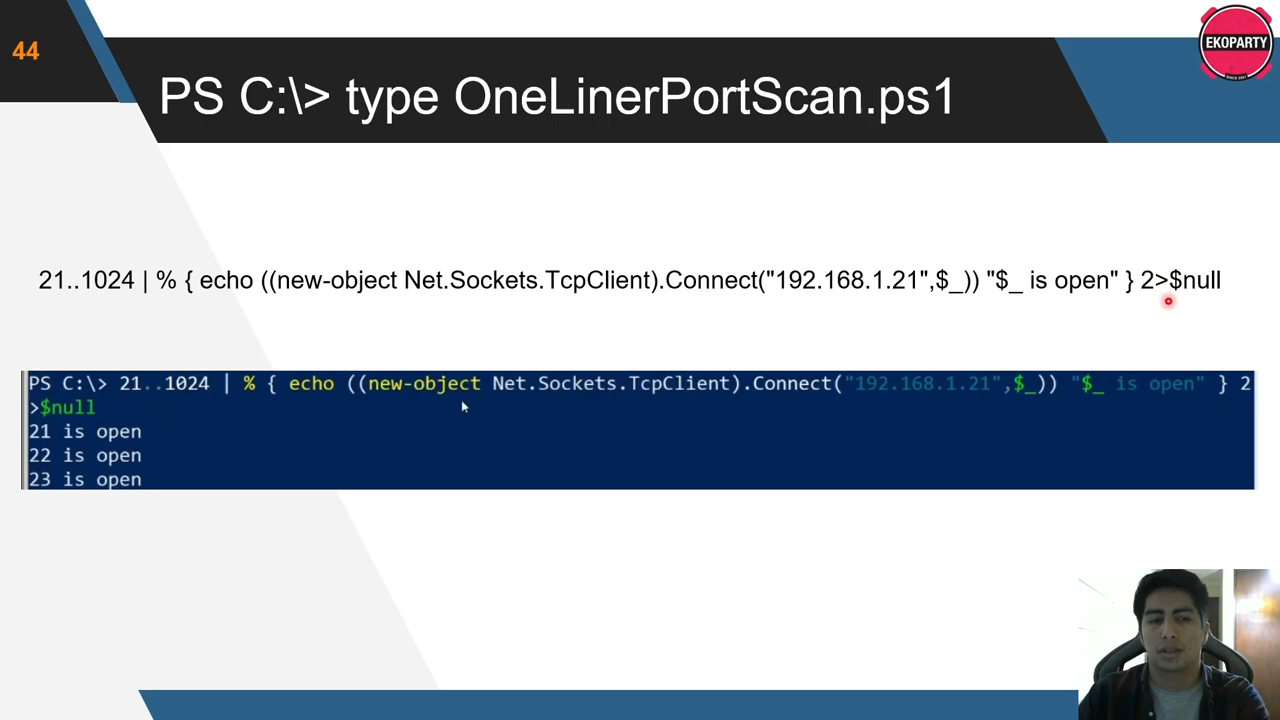 44
EKOPARTY
SINCE 2001
PS C:\> type OneLinerPortScan.ps1
21..1024 | % { echo ((new-object Net.Sockets.TcpClient).Connect("192.168.1.21",$_)) "$_ is open" } 2>$null
PS C:\> 21..1024 | % { echo ((new-object Net.Sockets.TcpClient).Connect("192.168.1.21",$_)) "$_ is open" } 2
>$null
21 is open
22 is open
23 is open